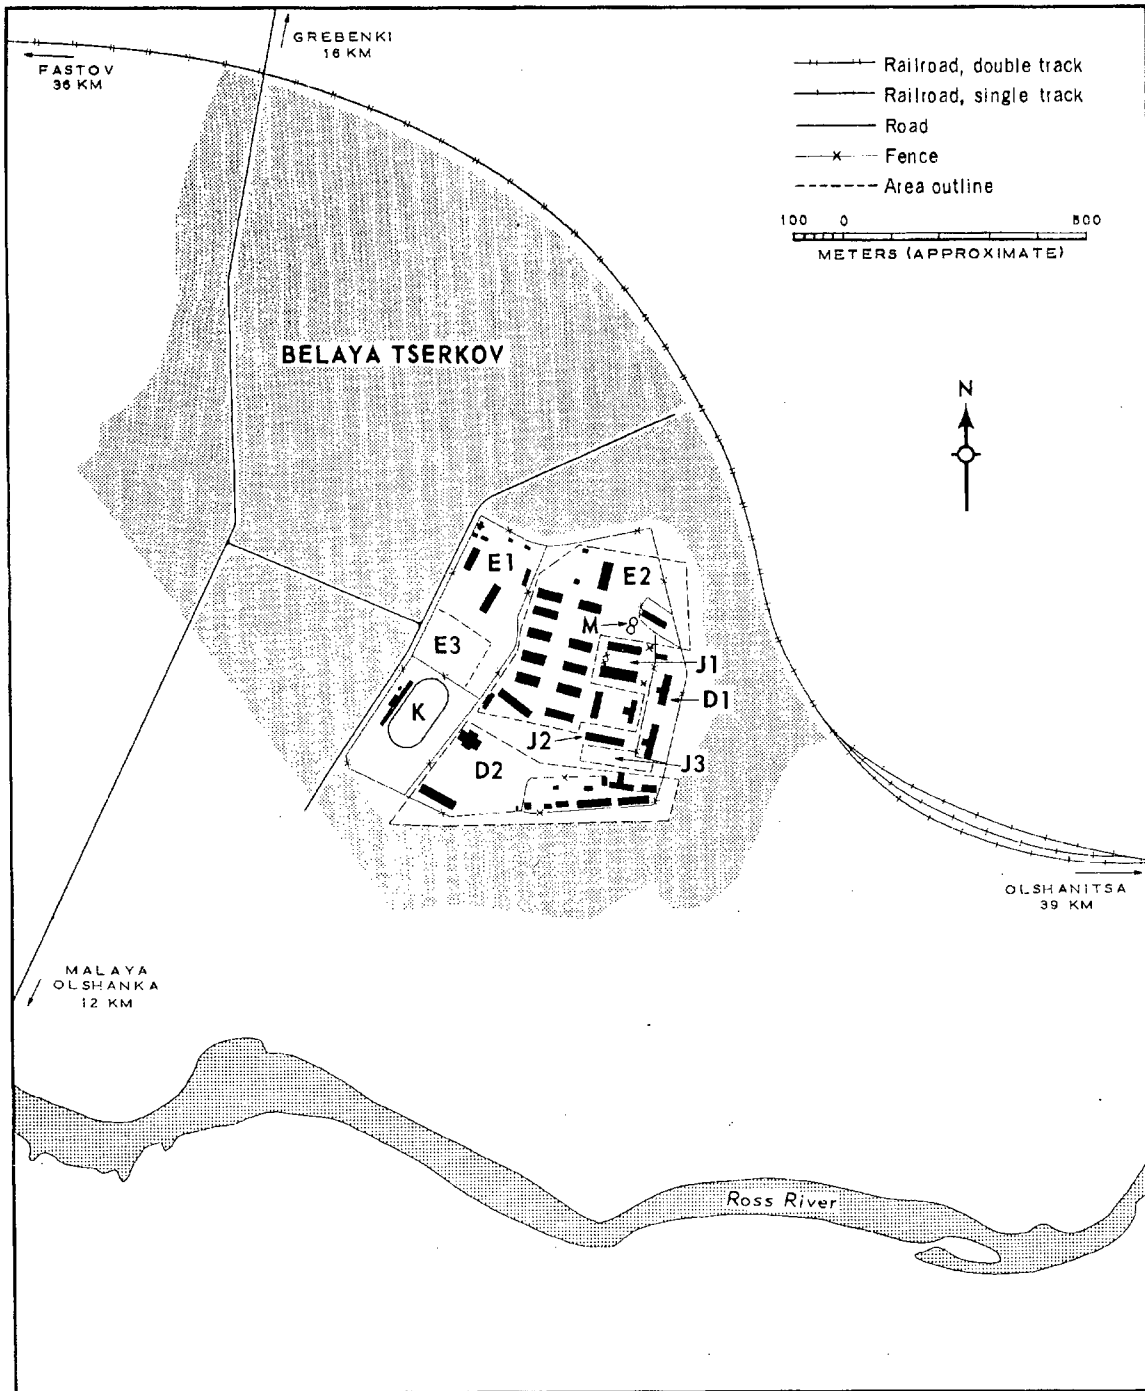 GREBENKI
16 KM
FASTOV
36 KM
Railroad, double track
Railroad, single track
Road
Fence
Area outline
100 0 500
METERS (APPROXIMATE)
BELAYA TSERKOV
N
E1
E2
M
E3
J1
D1
K
J2
J3
D2
OLSHANITSA
39 KM
MALAYA
OLSHANKA
12 KM
Ross River